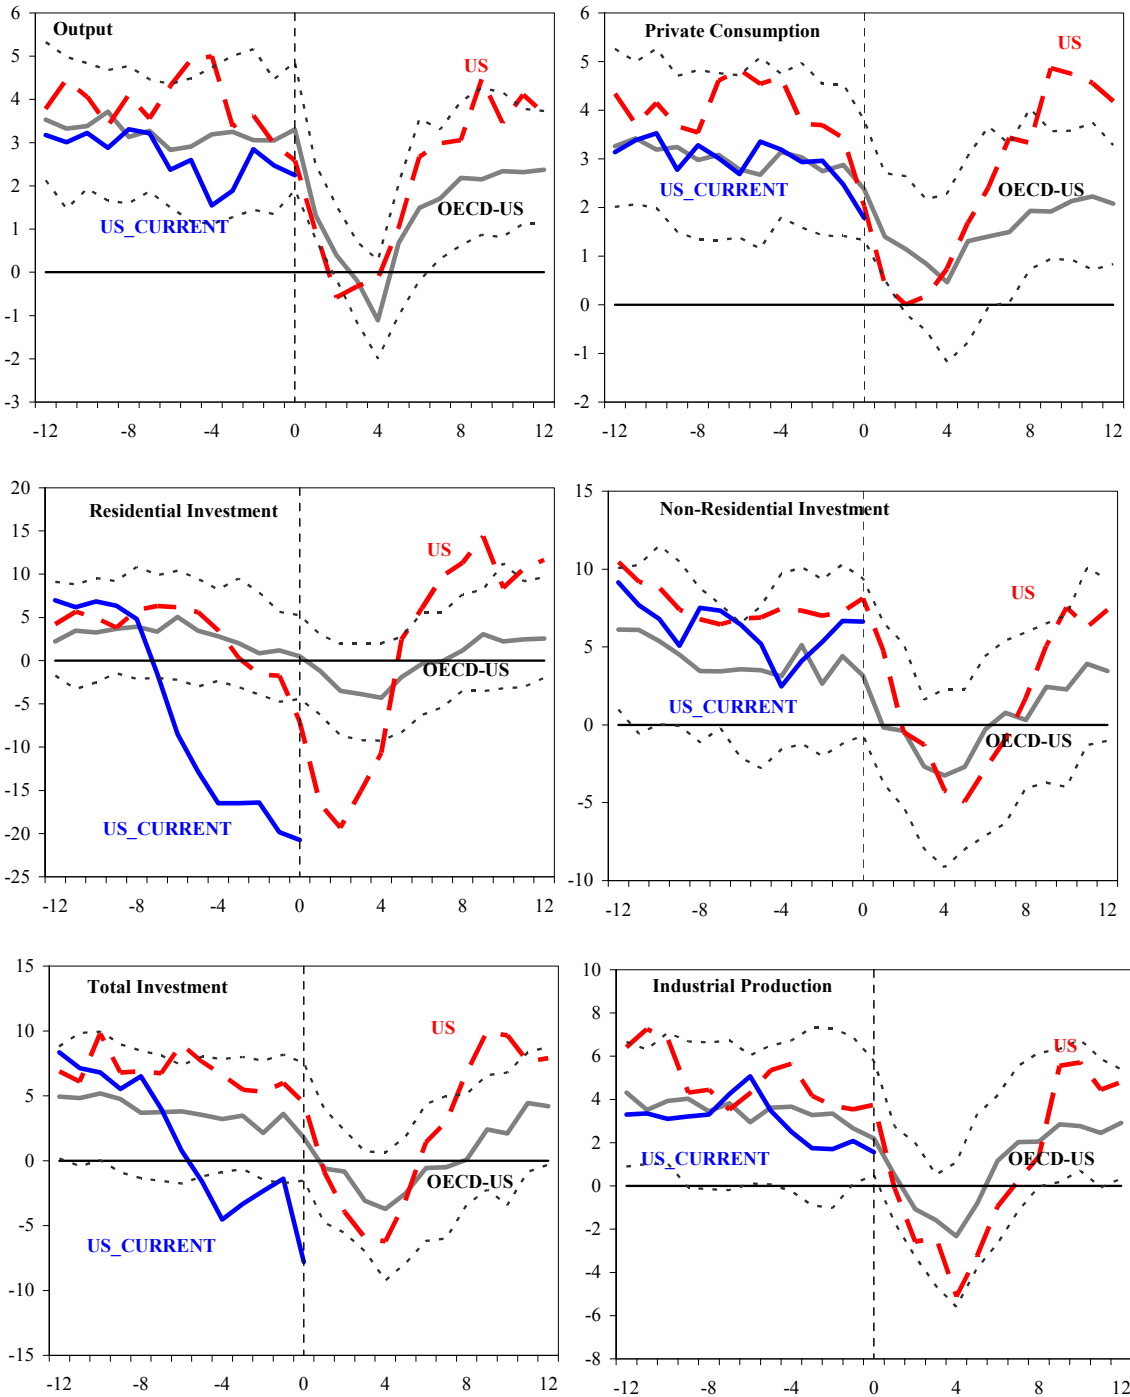 Output
6
5
4
3
2
1
0
-1
-2
-3
US
US_CURRENT
OECD-US
-12 -8 -4 0 4 8 12
Private Consumption
6
5
4
3
2
1
0
-1
-2
US
US_CURRENT
OECD-US
-12 -8 -4 0 4 8 12
Residential Investment
20
15
10
5
0
-5
-10
-15
-20
-25
US
OECD-US
US_CURRENT
-12 -8 -4 0 4 8 12
Non-Residential Investment
15
10
5
0
-5
-10
US
US_CURRENT
OECD-US
-12 -8 -4 0 4 8 12
Total Investment
15
10
5
0
-5
-10
-15
US
OECD-US
US_CURRENT
-12 -8 -4 0 4 8 12
Industrial Production
10
8
6
4
2
0
-2
-4
-6
-8
US
US_CURRENT
OECD-US
-12 -8 -4 0 4 8 12